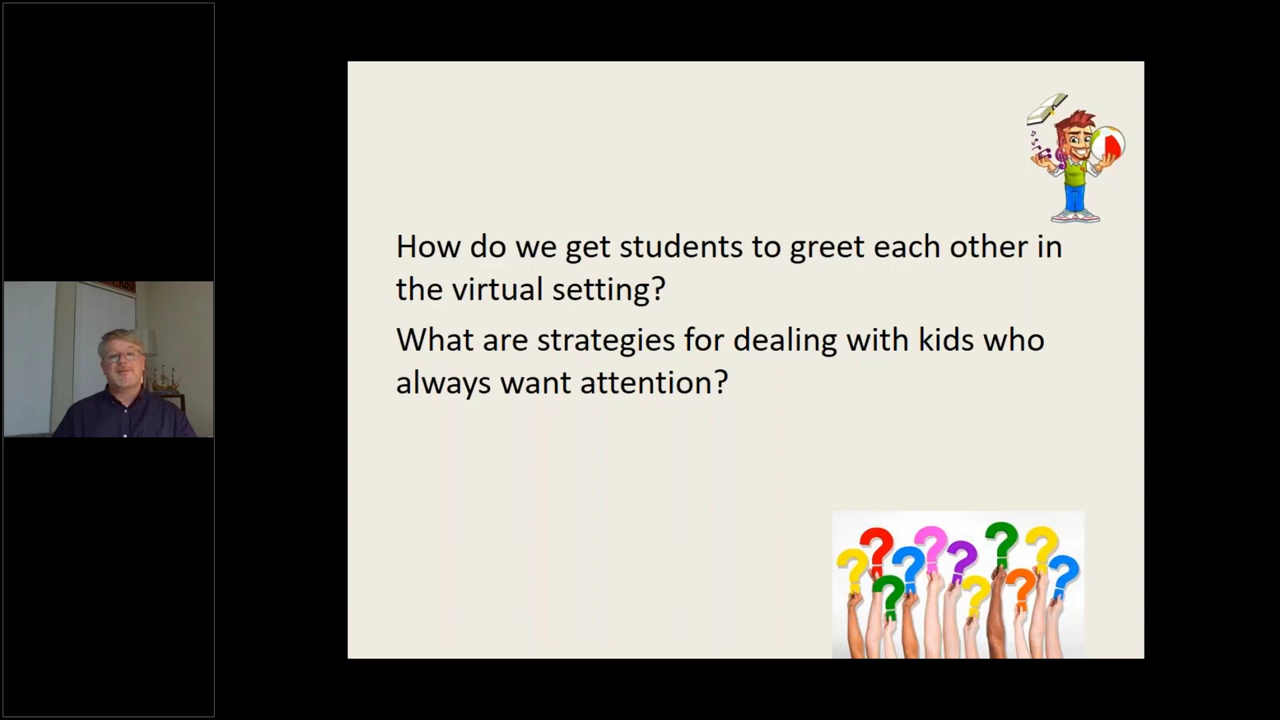 How do we get students to greet each other in
the virtual setting?
What are strategies for dealing with kids who
always want attention?